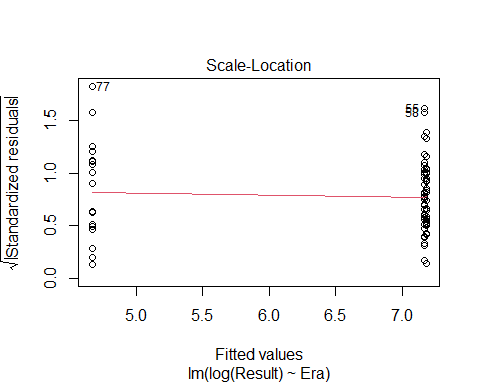 Scale-Location
√|Standardized residuals|
0.0 0.5 1.0 1.5
77
55
58
5.0 5.5 6.0 6.5 7.0
Fitted values
lm(log(Result) ~ Era)